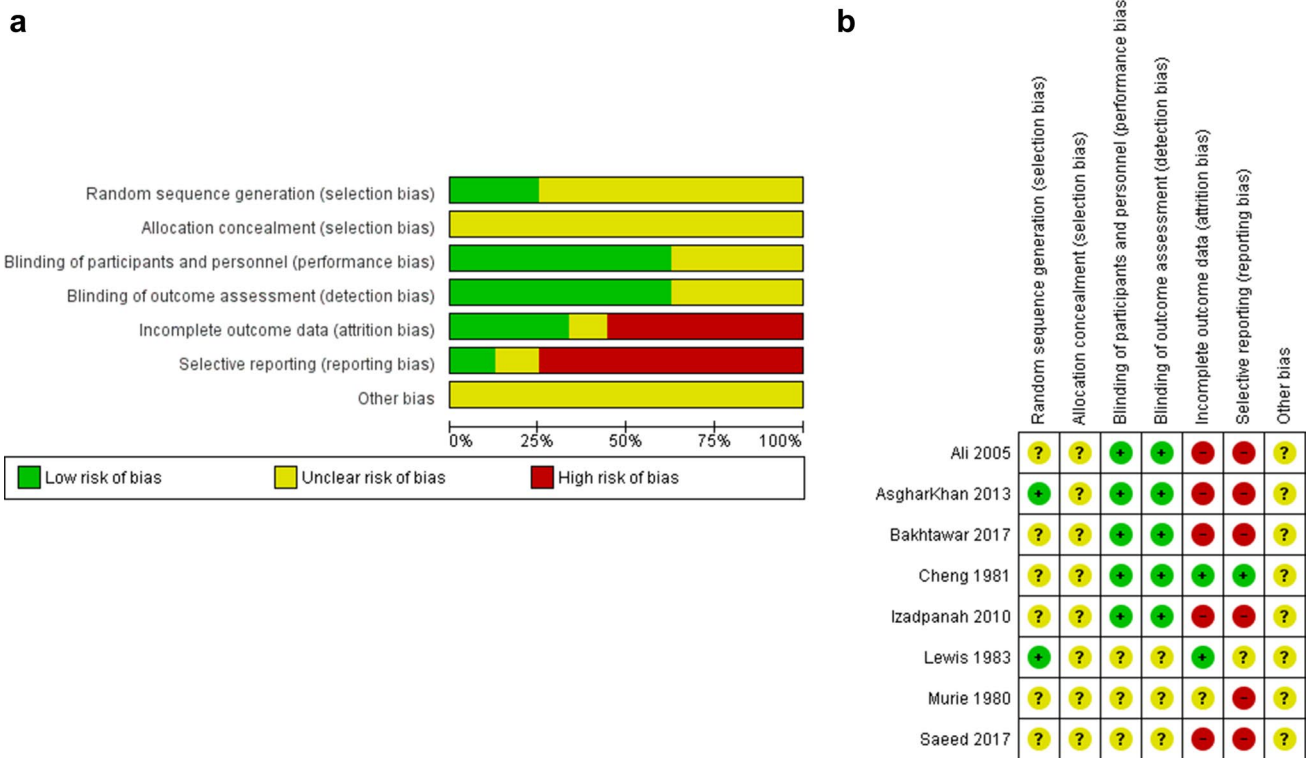 a
Random sequence generation (selection bias)
Allocation concealment (selection bias)
Blinding of participants and personnel (performance bias)
Blinding of outcome assessment (detection bias)
Incomplete outcome data (attrition bias)
Selective reporting (reporting bias)
Other bias
0% 25% 50% 75% 100%
Low risk of bias Unclear risk of bias High risk of bias
b
Random sequence generation (selection bias)
Allocation concealment (selection bias)
Blinding of participants and personnel (performance bias
Blinding of outcome assessment (detection bias)
Incomplete outcome data (attrition bias)
Selective reporting (reporting bias)
Other bias
Ali 2005 ? ? + + - - ?
AsgharKhan 2013 + ? + + - - ?
Bakhtawar 2017 ? ? + + - - ?
Cheng 1981 ? ? + + + + ?
Izadpanah 2010 ? ? + + - - ?
Lewis 1983 + ? ? ? + ? ?
Murie 1980 ? ? ? ? ? - ?
Saeed 2017 ? ? ? ? - - ?